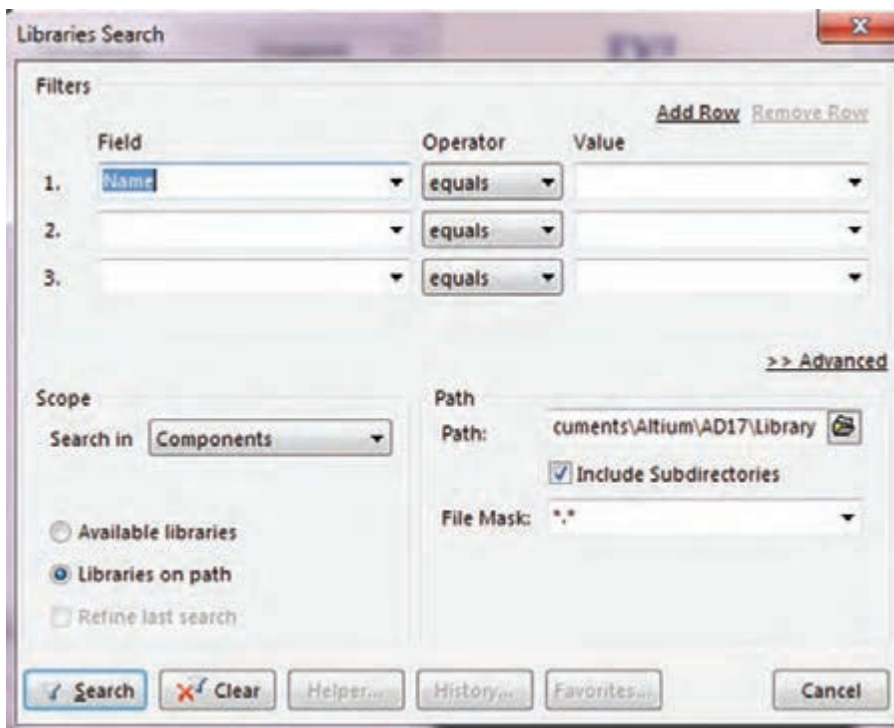 Libraries Search
Filters
Add Row Remove Row
Field Operator Value
1. Name equals
2. equals
3. equals
>> Advanced
Scope
Search in Components
Available libraries
Libraries on path
Refine last search
Path
Path: cuments\Altium\AD17\Library
Include Subdirectories
File Mask: *.*
Search Clear Helper... History... Favorites... Cancel